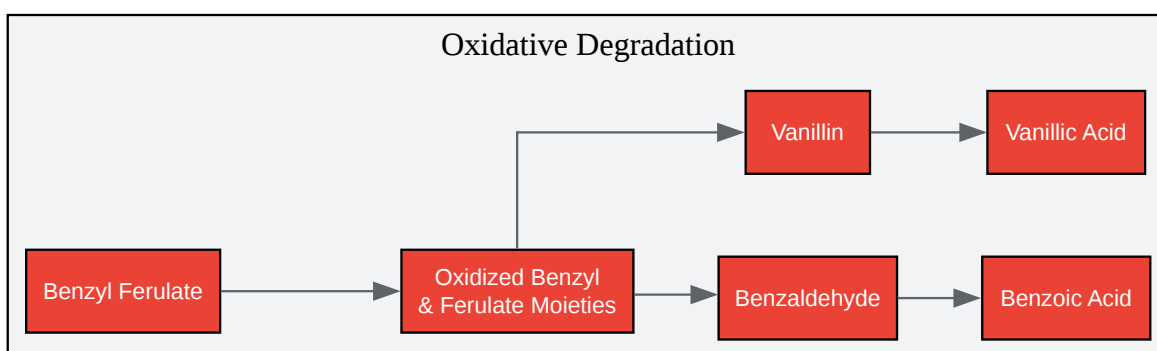 Oxidative Degradation
Vanillin
Vanillic Acid
Benzyl Ferulate
Oxidized Benzyl
& Ferulate Moieties
Benzaldehyde
Benzoic Acid